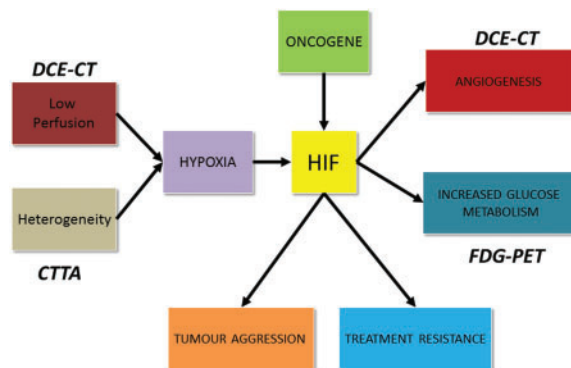 ONCOGENE
DCE-CT
ANGIOGENESIS
DCE-CT
Low
Perfusion
HYPOXIA
HIF
Heterogeneity
CTTA
INCREASED GLUCOSE
METABOLISM
FDG-PET
TUMOUR AGGRESSION
TREATMENT RESISTANCE